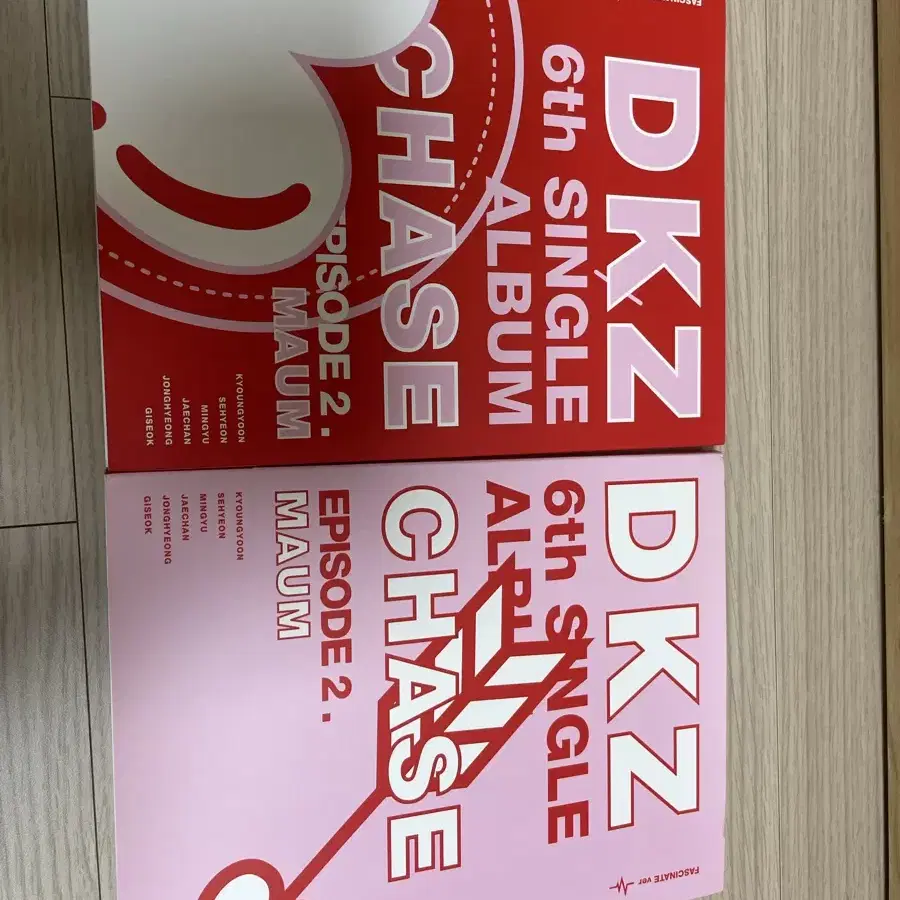 DKZ
6th SINGLE
ALBUM
CHASE
EPISODE 2.
MAUM
KYOUNGYOON
SEHYEON
MINGYU
JAECHAN
JONGHYEONG
GISEOK
DKZ
FASCINATE ver
6th SINGLE
CHASE
EPISODE 2.
MAUM
KYOUNGYOON
SEHYEON
MINGYU
JAECHAN
JONGHYEONG
GISEOK